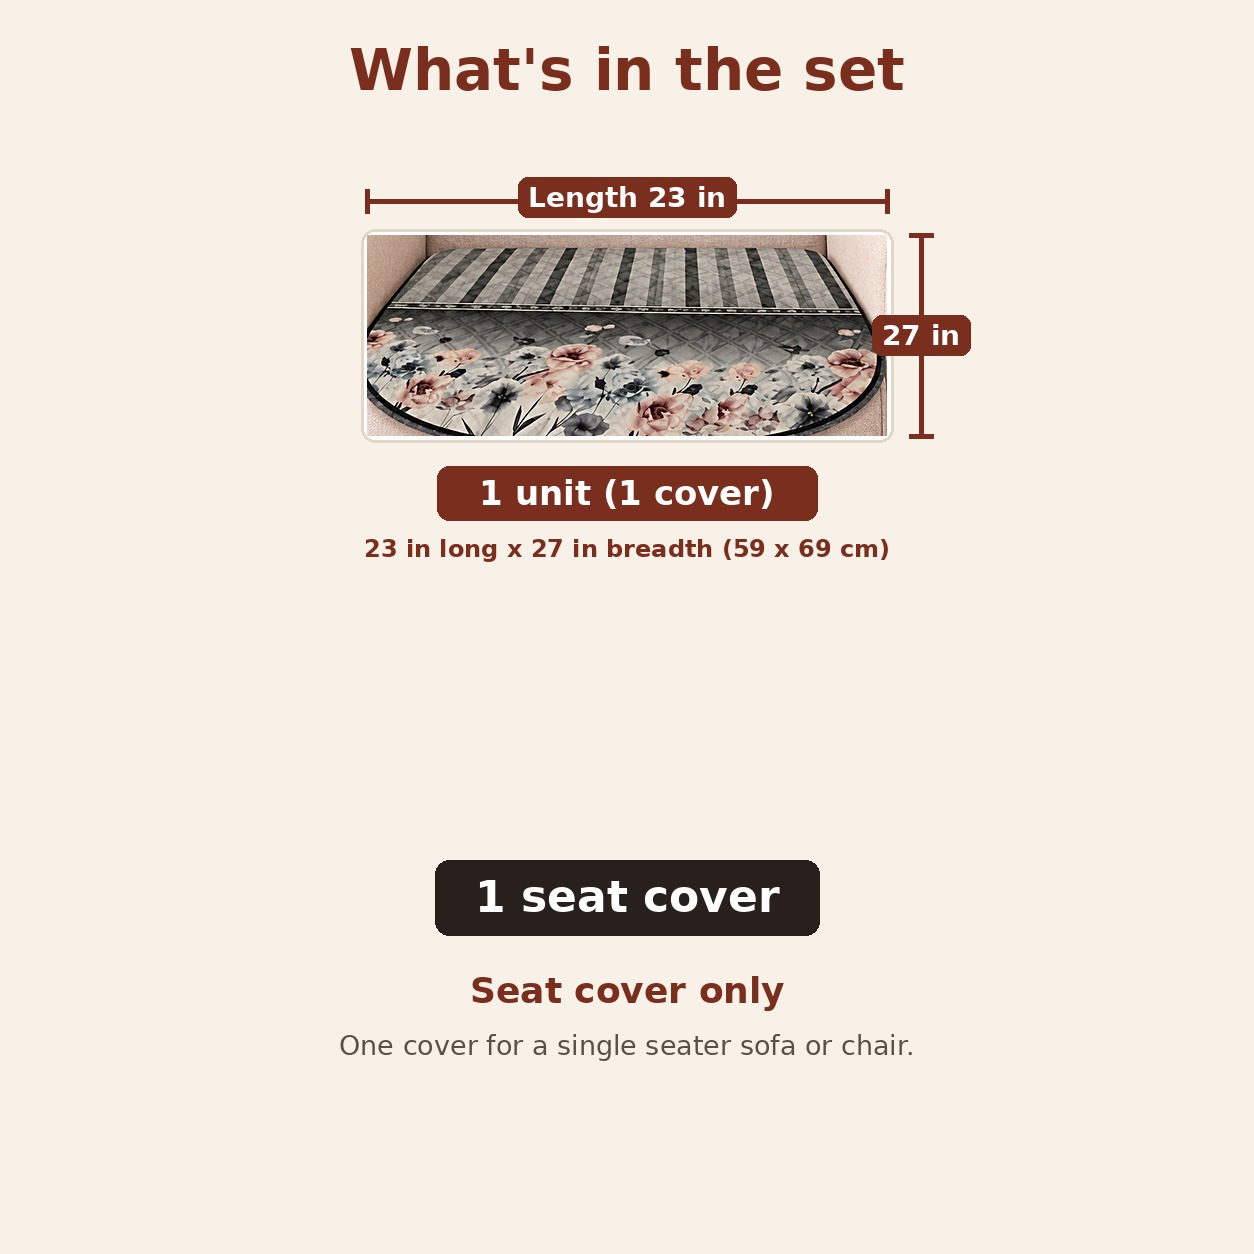 What's in the set
Length 23 in
27 in
1 unit (1 cover)
23 in long x 27 in breadth (59 x 69 cm)
1 seat cover
Seat cover only
One cover for a single seater sofa or chair.